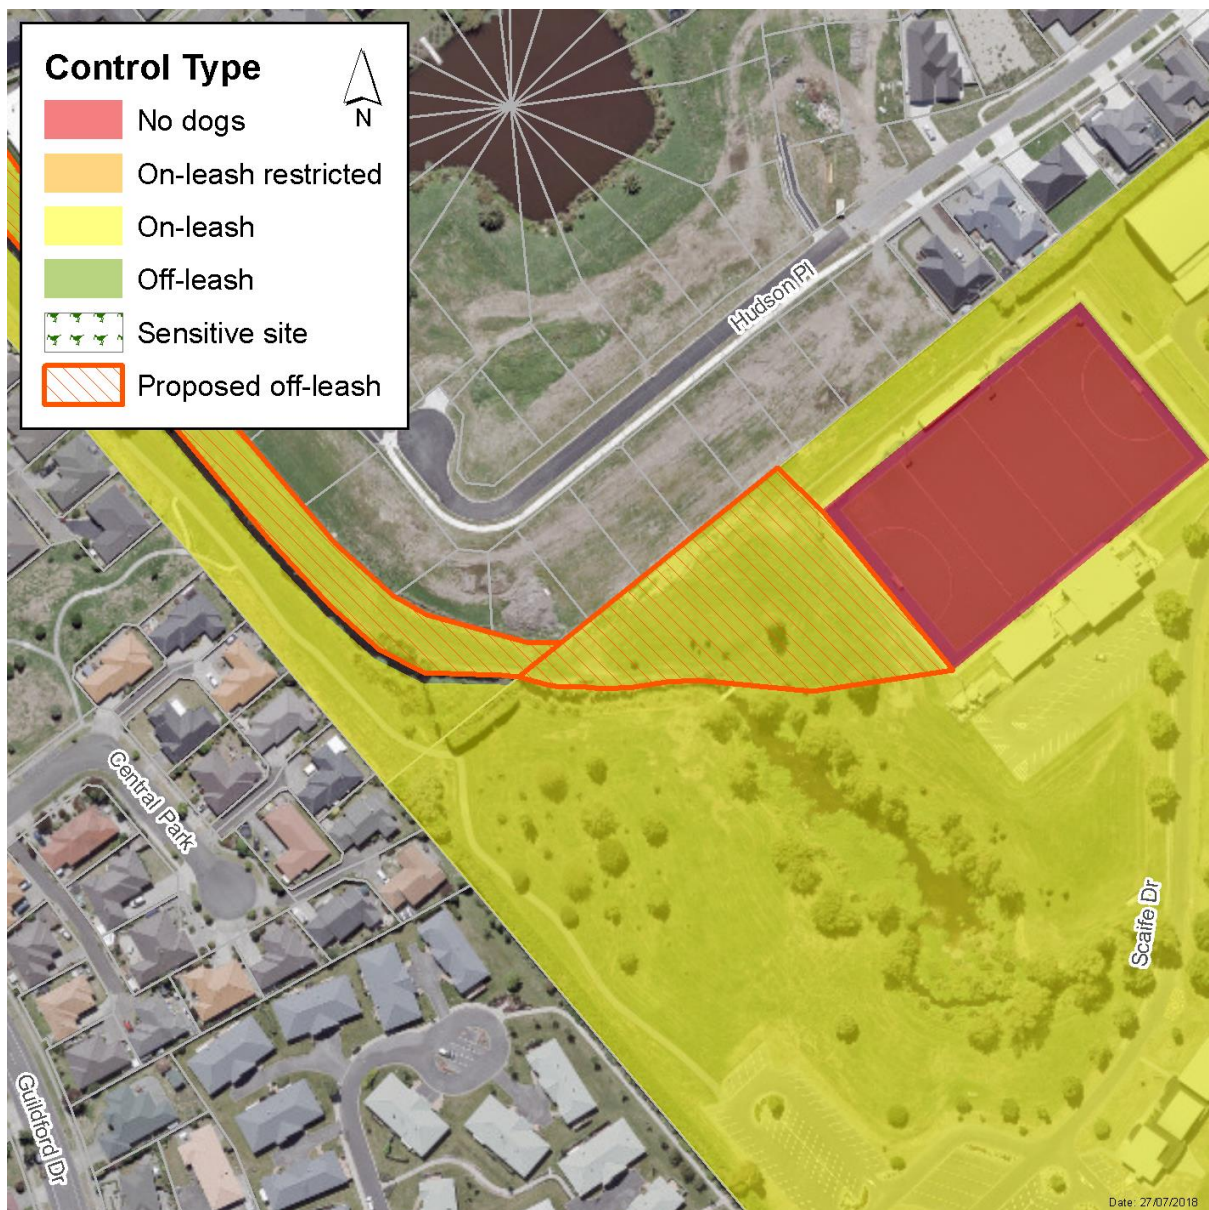 Control Type
N
No dogs
On-leash restricted
On-leash
Off-leash
Sensitive site
Proposed off-leash
Hudson Pl
Central Park
Scaife Dr
Guildford Dr
Date: 27/07/2018